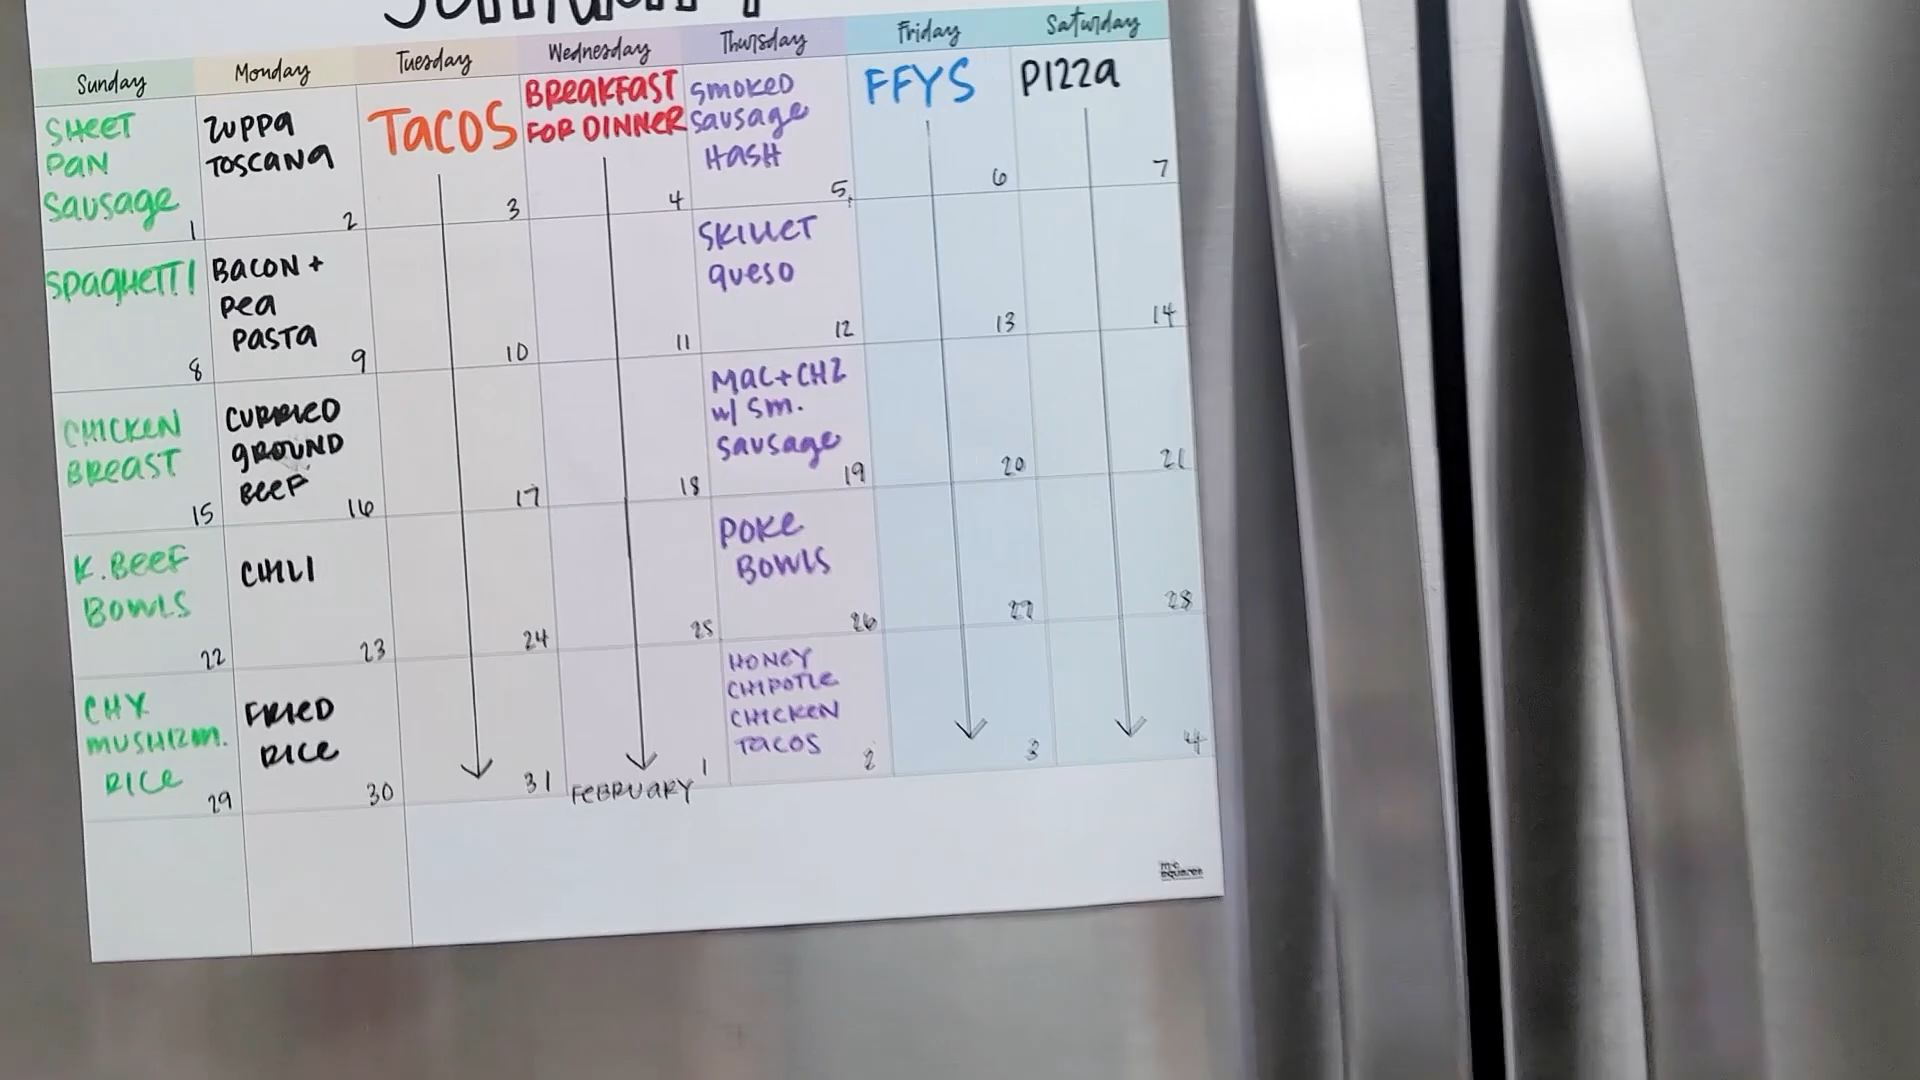 Sunday Monday Tuesday Wednesday Thursday Friday Saturday
SHEET
PAN
SAUSAGE
1
ZUPPA
TOSCANA
2
TACOS
3
BREAKFAST
FOR DINNER
4
SMOKED
SAUSAGE
HASH
5
FFYS
6
PIZZA
7
SPAGHETTI
8
BACON +
PEA
PASTA
9
10
11
SKILLET
QUESO
12
13
14
CHICKEN
BREAST
15
CURRIED
GROUND
BEEF
16
17
18
MAC+CHZ
W/ SM.
SAUSAGE
19
20
21
K. BEEF
BOWLS
22
CHILI
23
24
25
POKE
BOWLS
26
27
28
CHY
MUSHRM.
RICE
29
FRIED
RICE
30
31
FEBRUARY 1
HONEY
CHIPOTLE
CHICKEN
TACOS
2
3
4
mc
squares